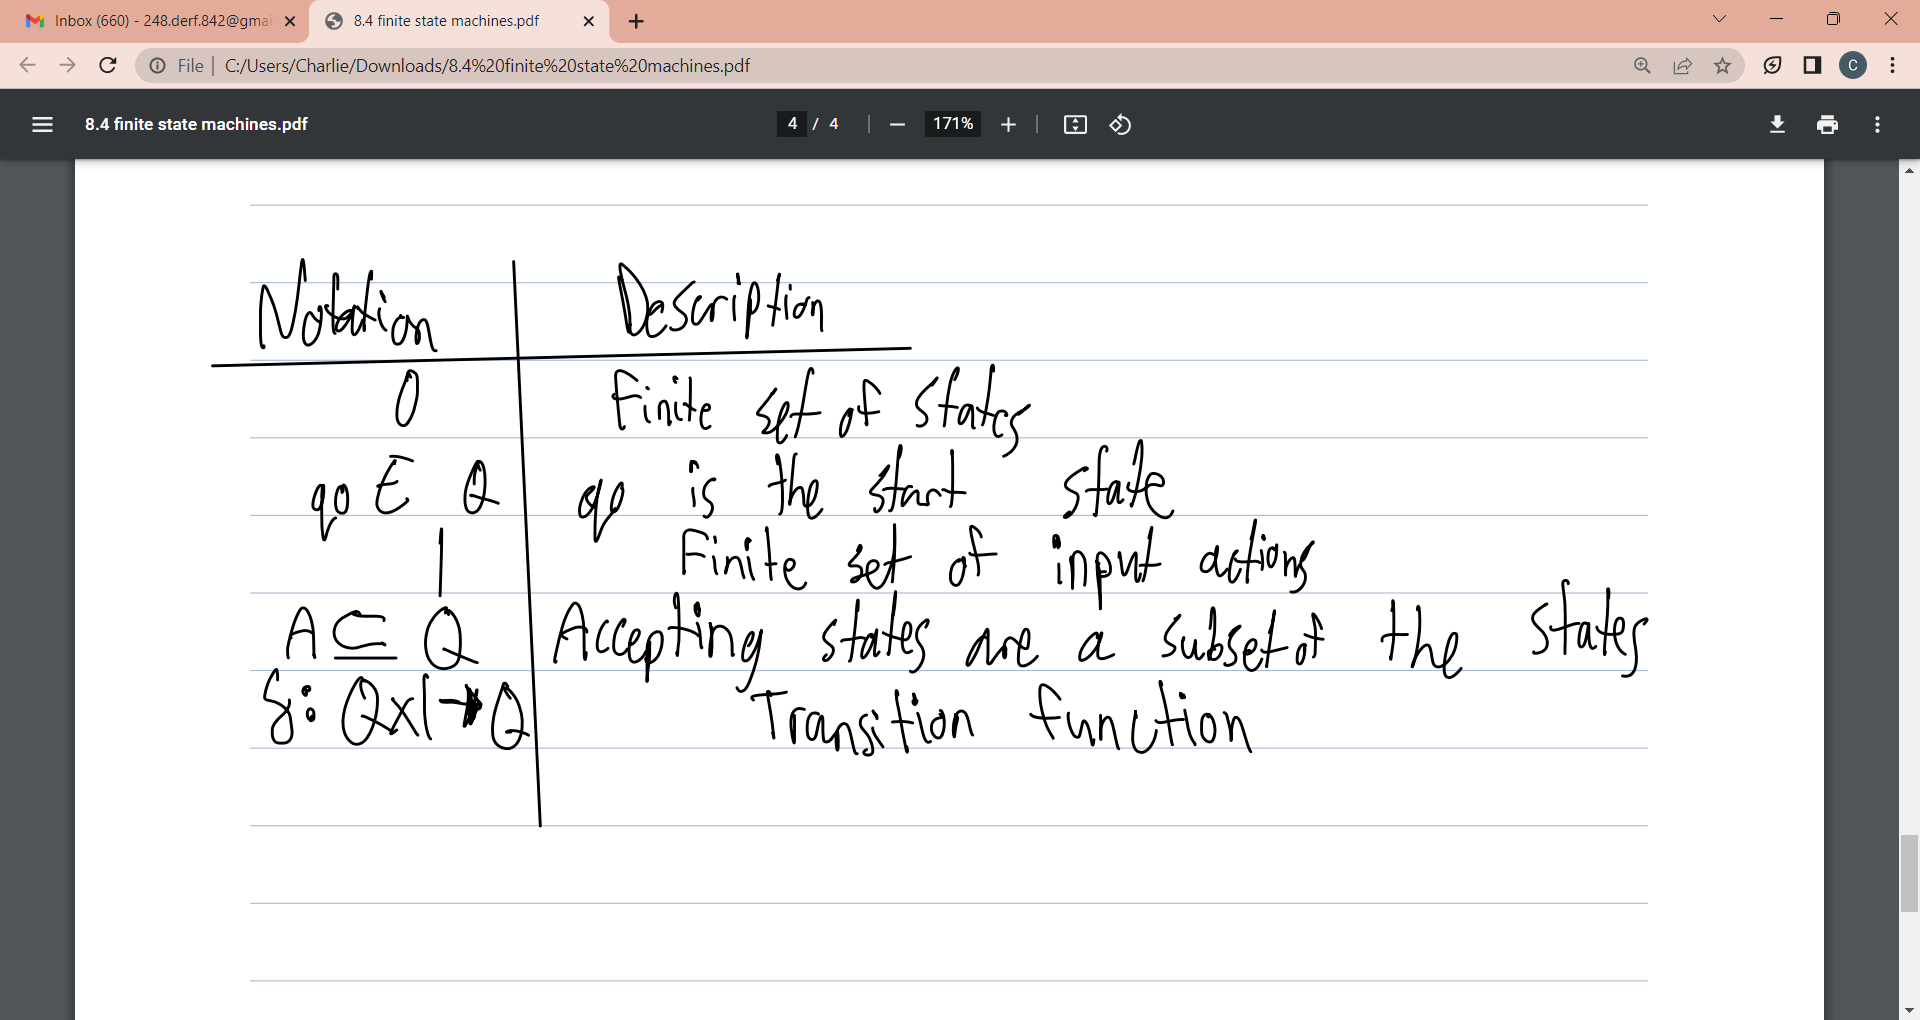 Inbox (660) - 248.derf.842@gmai
8.4 finite state machines.pdf
File | C:/Users/Charlie/Downloads/8.4%20finite%20state%20machines.pdf
C
8.4 finite state machines.pdf
4 / 4 | — 171% + |
Notation Description
Q Finite set of states
q0 ∈ Q q0 is the start state
I Finite set of input actions
A ⊆ Q Accepting states are a subset of the states
δ: Q×I→Q Transition function